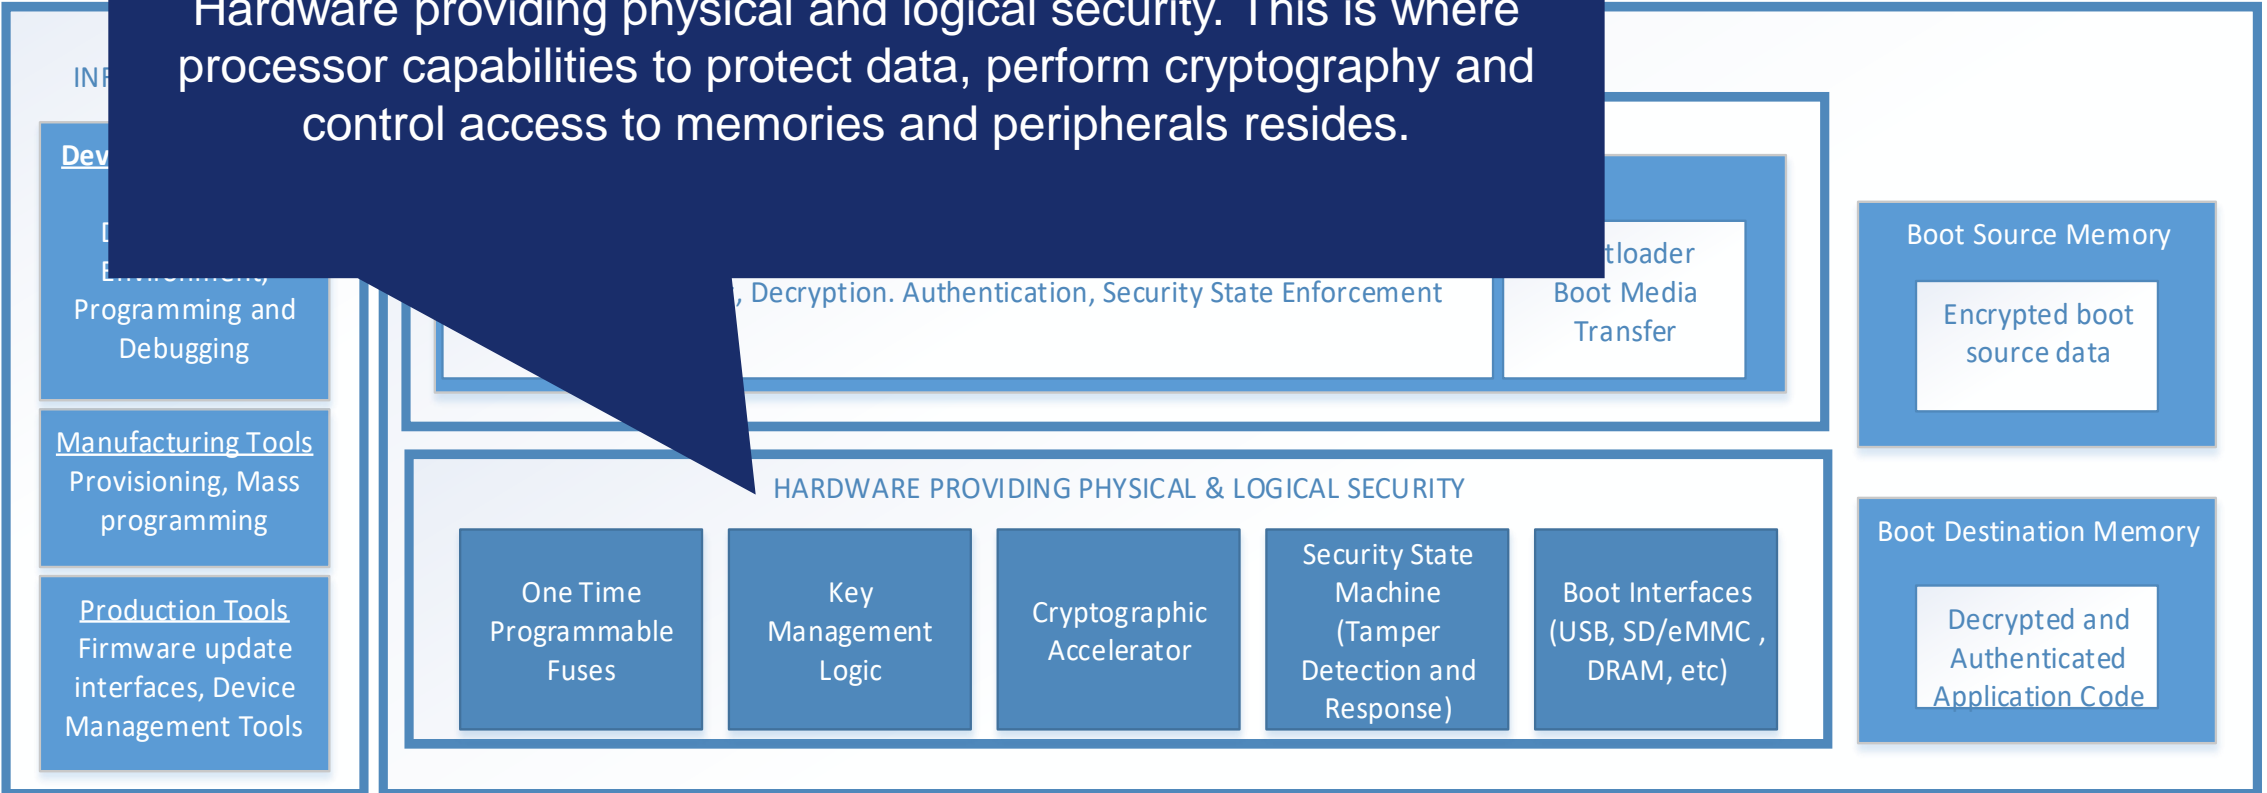 Hardware providing physical and logical security. This is where
processor capabilities to protect data, perform cryptography and
control access to memories and peripherals resides.
Programming and
Debugging
Manufacturing Tools
Provisioning, Mass
programming
Production Tools
Firmware update
interfaces, Device
Management Tools
, Decryption. Authentication, Security State Enforcement
Boot Media
Transfer
HARDWARE PROVIDING PHYSICAL & LOGICAL SECURITY
One Time
Programmable
Fuses
Key
Management
Logic
Cryptographic
Accelerator
Security State
Machine
(Tamper
Detection and
Response)
Boot Interfaces
(USB, SD/eMMC ,
DRAM, etc)
Boot Source Memory
Encrypted boot
source data
Boot Destination Memory
Decrypted and
Authenticated
Application Code